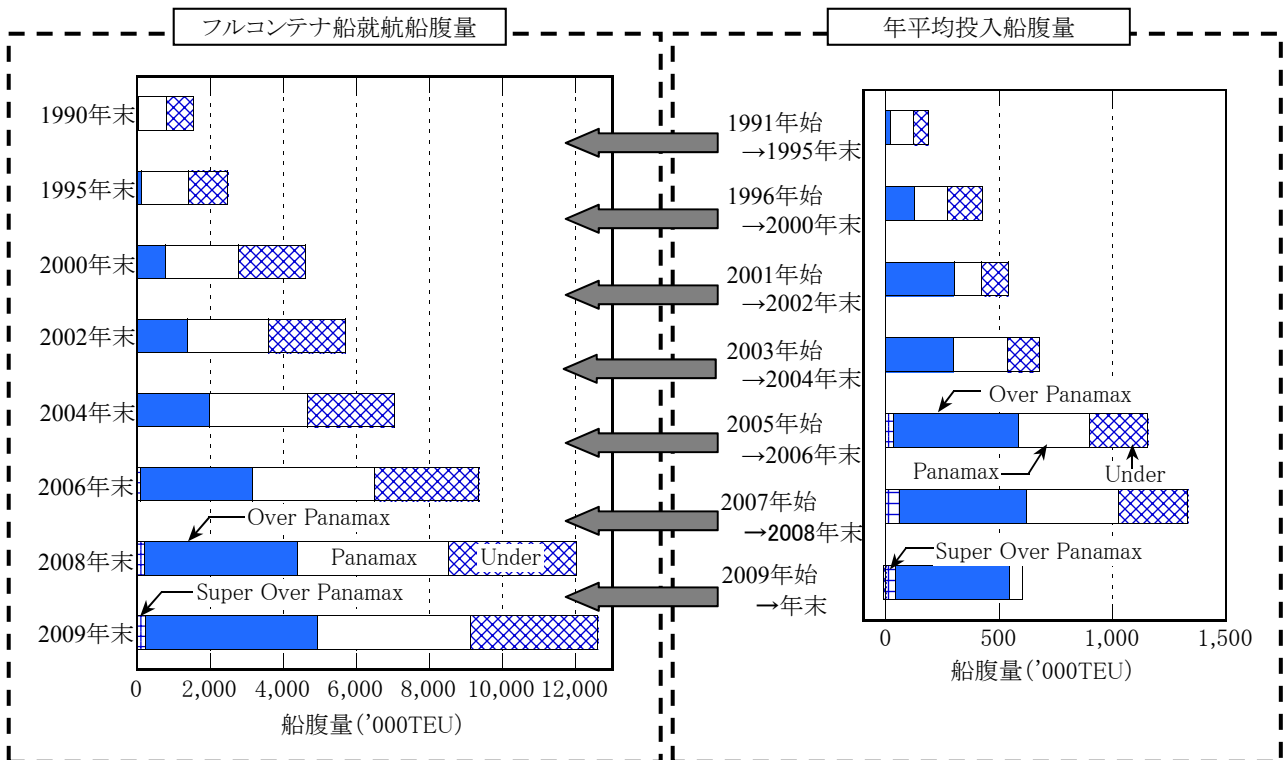 フルコンテナ船就航船腹量
1990年末
1995年末
2000年末
2002年末
2004年末
2006年末
2008年末
2009年末
Over Panamax
Panamax
Under
Super Over Panamax
0
2,000
4,000
6,000
8,000
10,000
12,000
船腹量('000TEU)
年平均投入船腹量
1991年始
→1995年末
1996年始
→2000年末
2001年始
→2002年末
2003年始
→2004年末
2005年始
→2006年末
2007年始
→2008年末
2009年始
→年末
Over Panamax
Panamax
Under
Super Over Panamax
0
500
1,000
1,500
船腹量('000TEU)